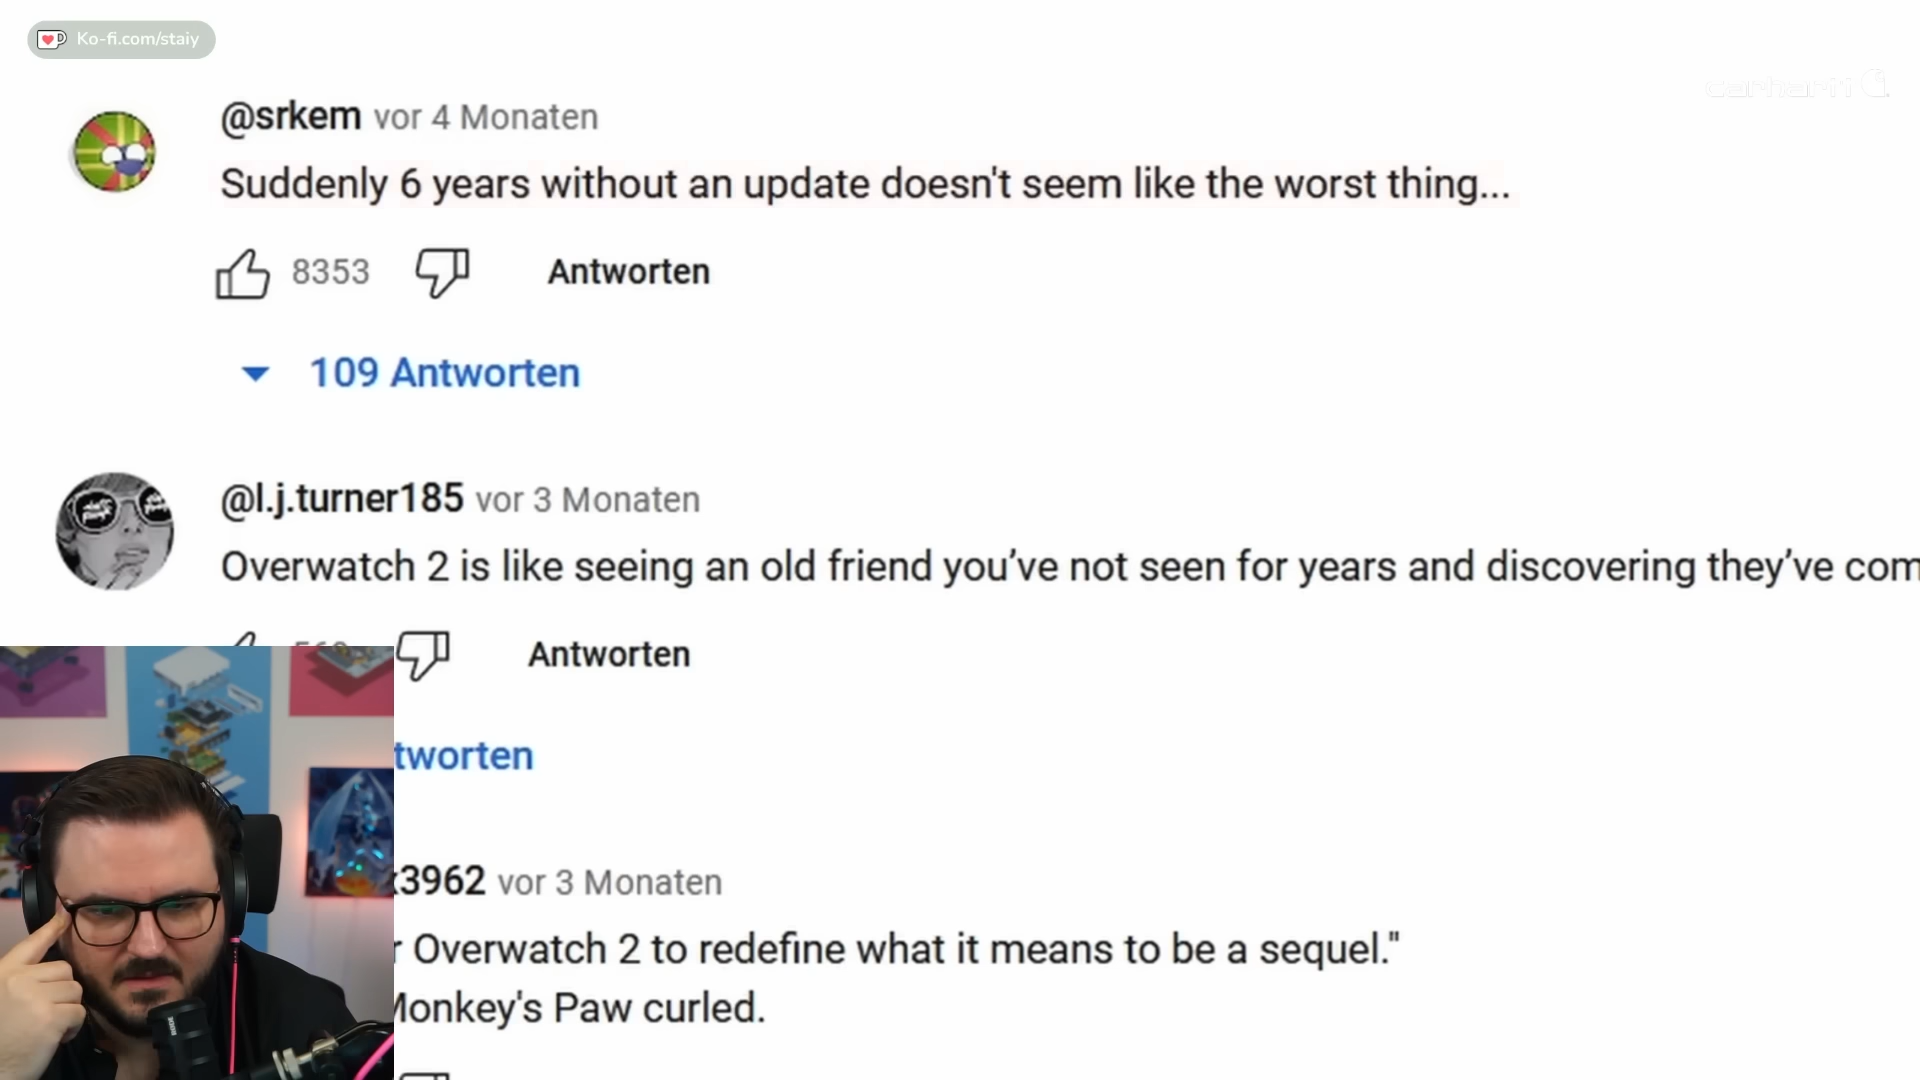 Ko-fi.com/staiy
carhartt
@srkem vor 4 Monaten
Suddenly 6 years without an update doesn't seem like the worst thing...
8353 Antworten
109 Antworten
@l.j.turner185 vor 3 Monaten
Overwatch 2 is like seeing an old friend you’ve not seen for years and discovering they’ve com
Antworten
tworten
3962 vor 3 Monaten
r Overwatch 2 to redefine what it means to be a sequel."
Monkey's Paw curled.